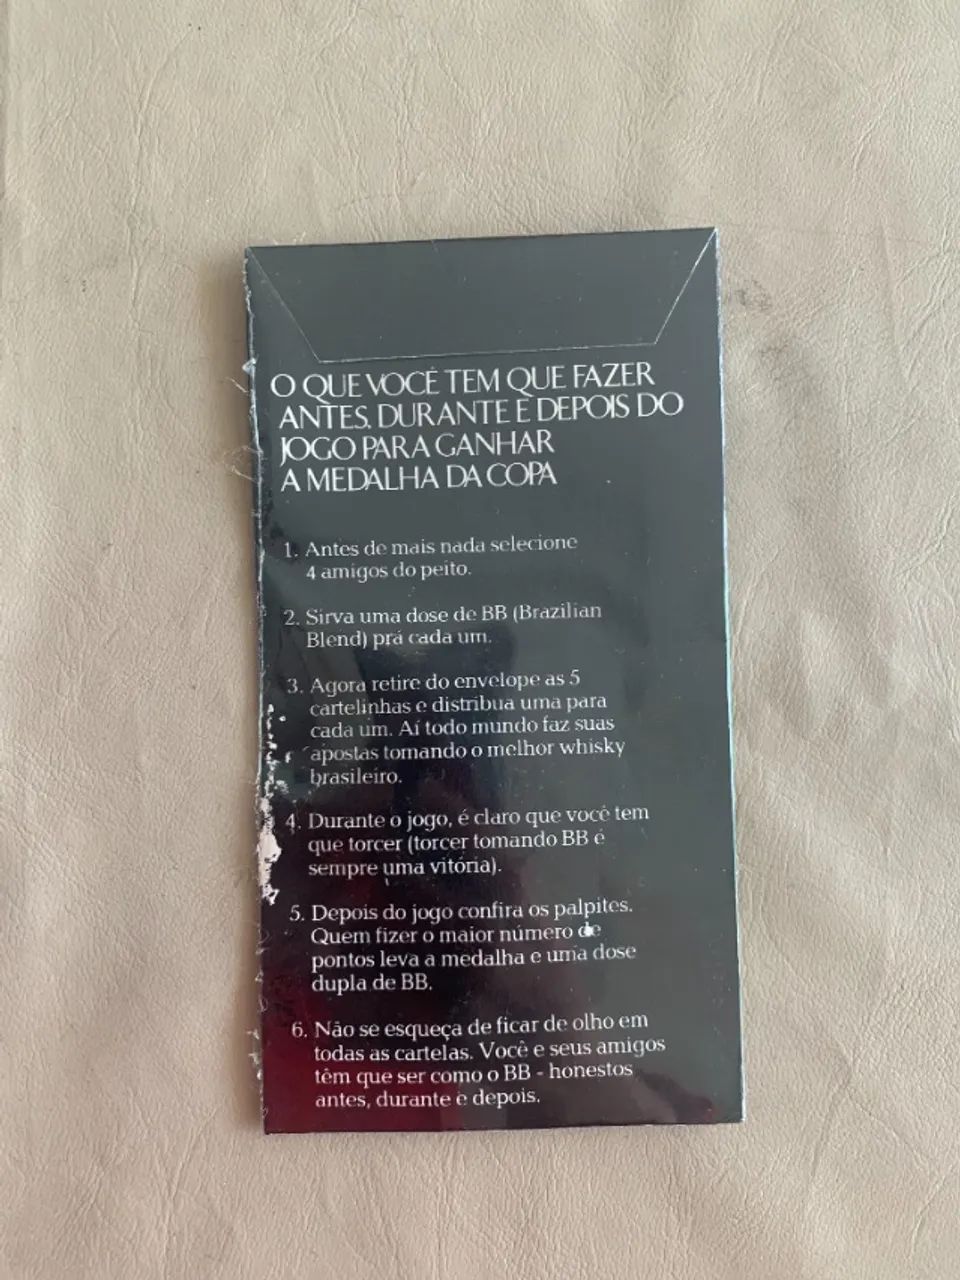 O QUE VOCÊ TEM QUE FAZER
ANTES, DURANTE E DEPOIS DO
JOGO PARA GANHAR
A MEDALHA DA COPA
1. Antes de mais nada selecione
4 amigos do peito.
2. Sirva uma dose de BB (Brazilian
Blend) prá cada um.
3. Agora retire do envelope as 5
cartelinhas e distribua uma para
cada um. Aí todo mundo faz suas
apostas tomando o melhor whisky
brasileiro.
4. Durante o jogo, é claro que você tem
que torcer (torcer tomando BB é
sempre uma vitória).
5. Depois do jogo confira os palpites.
Quem fizer o maior número de
pontos leva a medalha e uma dose
dupla de BB.
6. Não se esqueça de ficar de olho em
todas as cartelas. Você e seus amigos
têm que ser como o BB - honestos
antes, durante e depois.